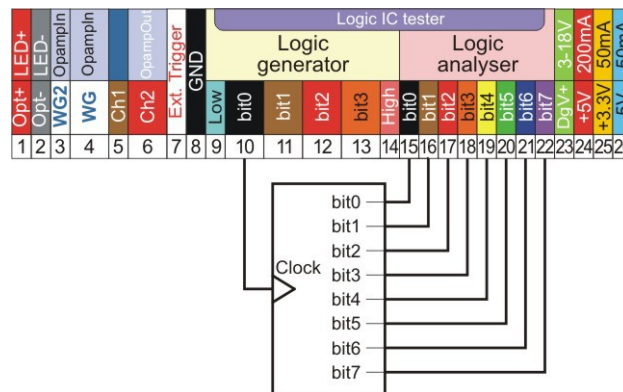 Logic IC tester
LED+
LED-
OpampIn
OpampIn
OpampOut
Ext. Trigger
GND
Logic generator
Logic analyser
3-18V
200mA
50mA
50mA
Opt+
Opt-
WG2
WG
Ch1
Ch2
Low
bit0
bit1
bit2
bit3
High
bit0
bit1
bit2
bit3
bit4
bit5
bit6
bit7
DgV+
+5V
+3.3V
1 2 3 4 5 6 7 8 9 10 11 12 13 14 15 16 17 18 19 20 21 22 23 24 25
bit0
bit1
bit2
Clock
bit3
bit4
bit5
bit6
bit7